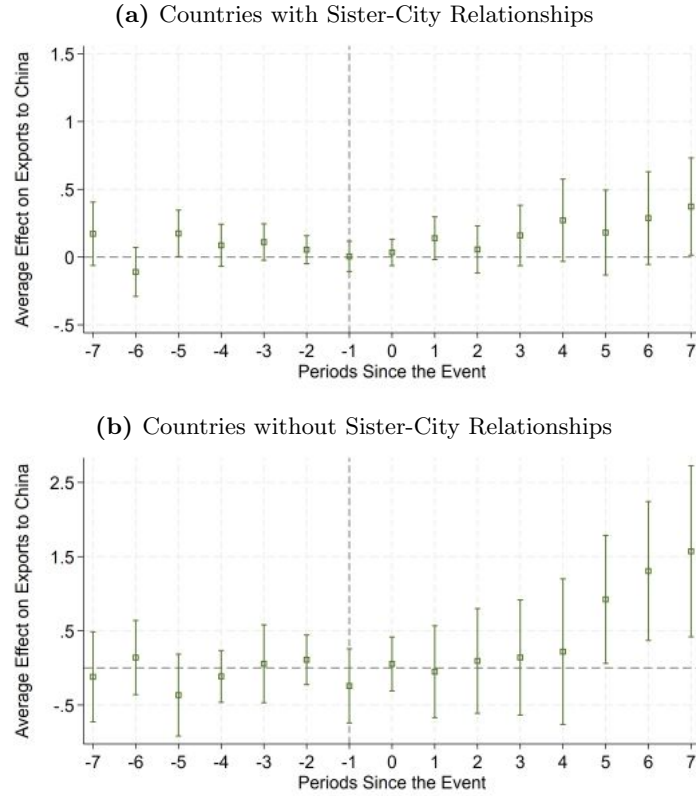 (a) Countries with Sister-City Relationships
1.5
1
.5
0
-.5
Average Effect on Exports to China
-7 -6 -5 -4 -3 -2 -1 0 1 2 3 4 5 6 7
Periods Since the Event
(b) Countries without Sister-City Relationships
2.5
1.5
.5
-.5
Average Effect on Exports to China
-7 -6 -5 -4 -3 -2 -1 0 1 2 3 4 5 6 7
Periods Since the Event